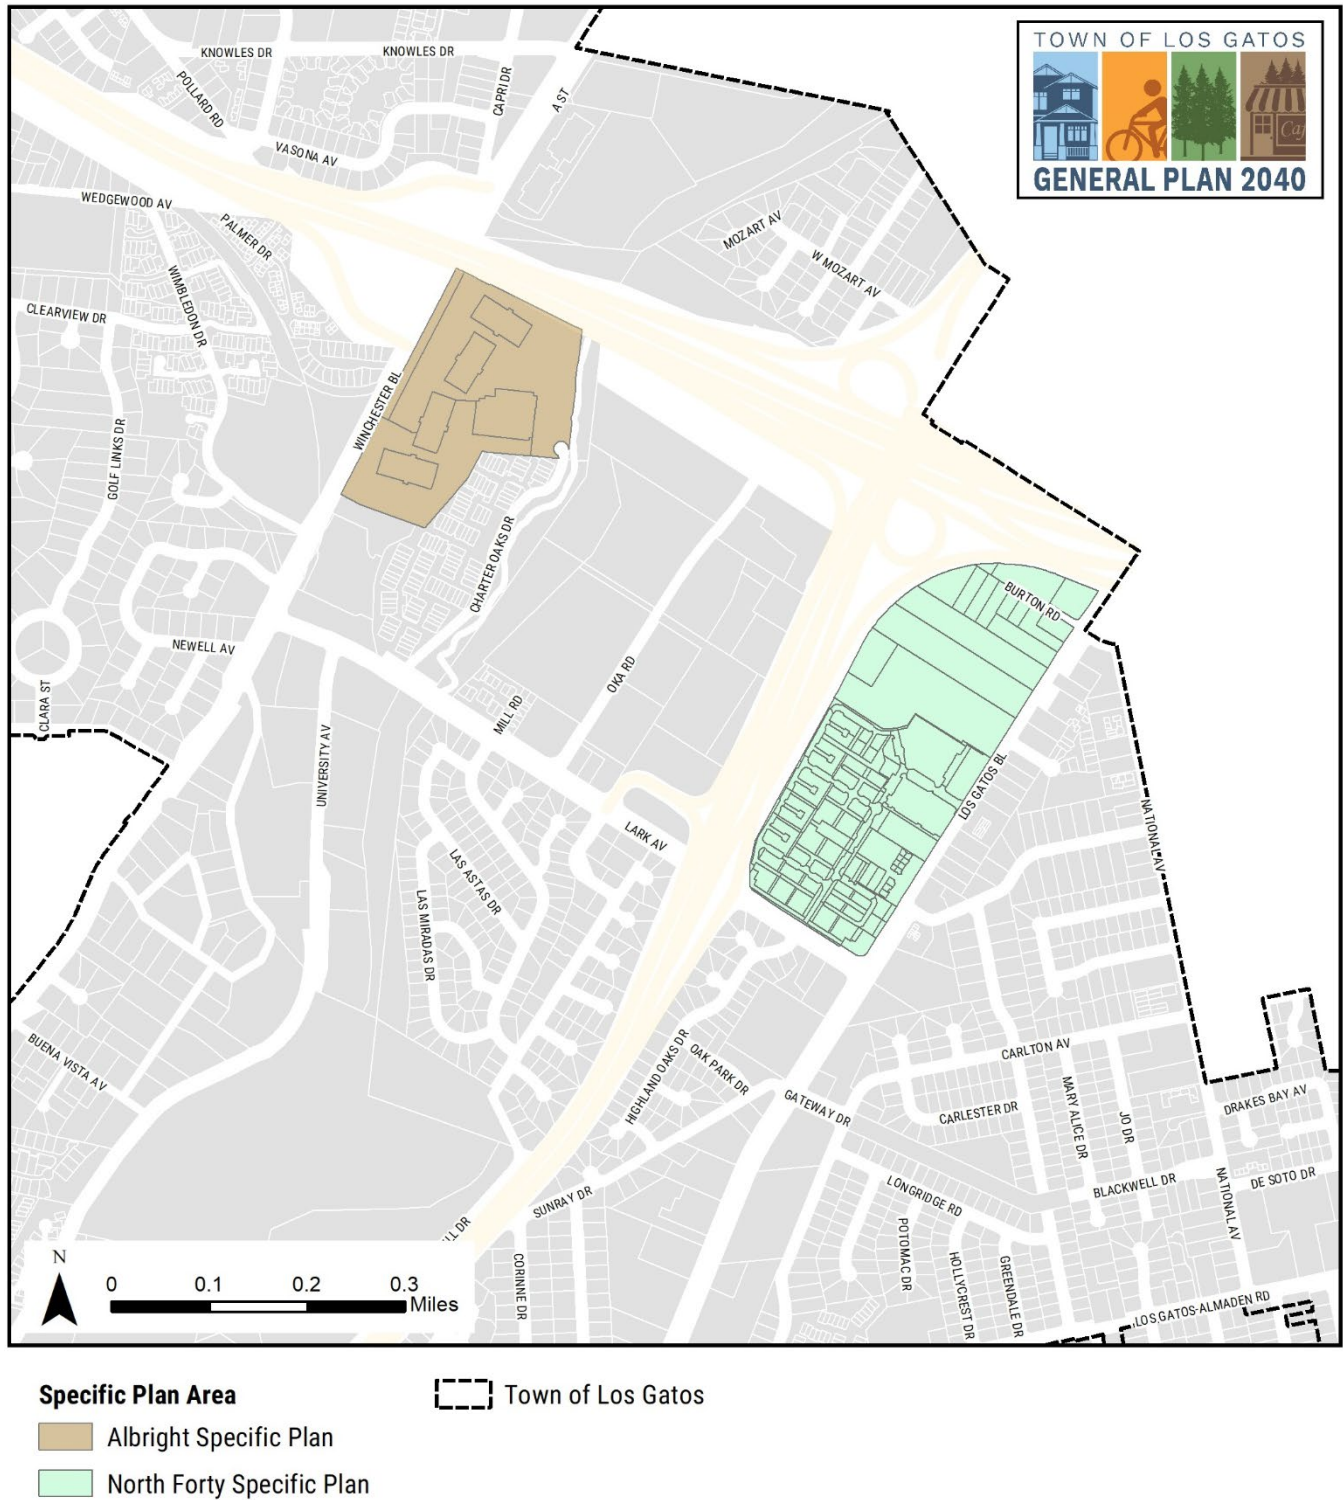 TOWN OF LOS GATOS
Caf
GENERAL PLAN 2040
KNOWLES DR
KNOWLES DR
POLLARD RD
CAPRI DR
A ST
VASONA AV
WEDGEWOOD AV
PALMER DR
MOZART AV
W MOZART AV
WIMBLEDON DR
CLEARVIEW DR
WINCHESTER BL
GOLF LINKS DR
CHARTER OAKS DR
BURTON RD
NEWELL AV
OKA RD
CLARA ST
MILL RD
UNIVERSITY AV
LOS GATOS BL
NATIONAL AV
LARK AV
LAS ASTAS DR
LAS MIRADAS DR
BUENA VISTA AV
HIGHLAND OAKS DR
OAK PARK DR
CARLTON AV
GATEWAY DR
CARLESTER DR
MARY ALICE DR
JO DR
DRAKES BAY AV
BLACKWELL DR
DE SOTO DR
NATIONAL AV
LONGRIDGE RD
SUNRAY DR
LL DR
POTOMAC DR
HOLLYCREST DR
GREENDALE DR
CORINNE DR
LOS GATOS-ALMADEN RD
N
0 0.1 0.2 0.3
Miles
Specific Plan Area
Town of Los Gatos
Albright Specific Plan
North Forty Specific Plan